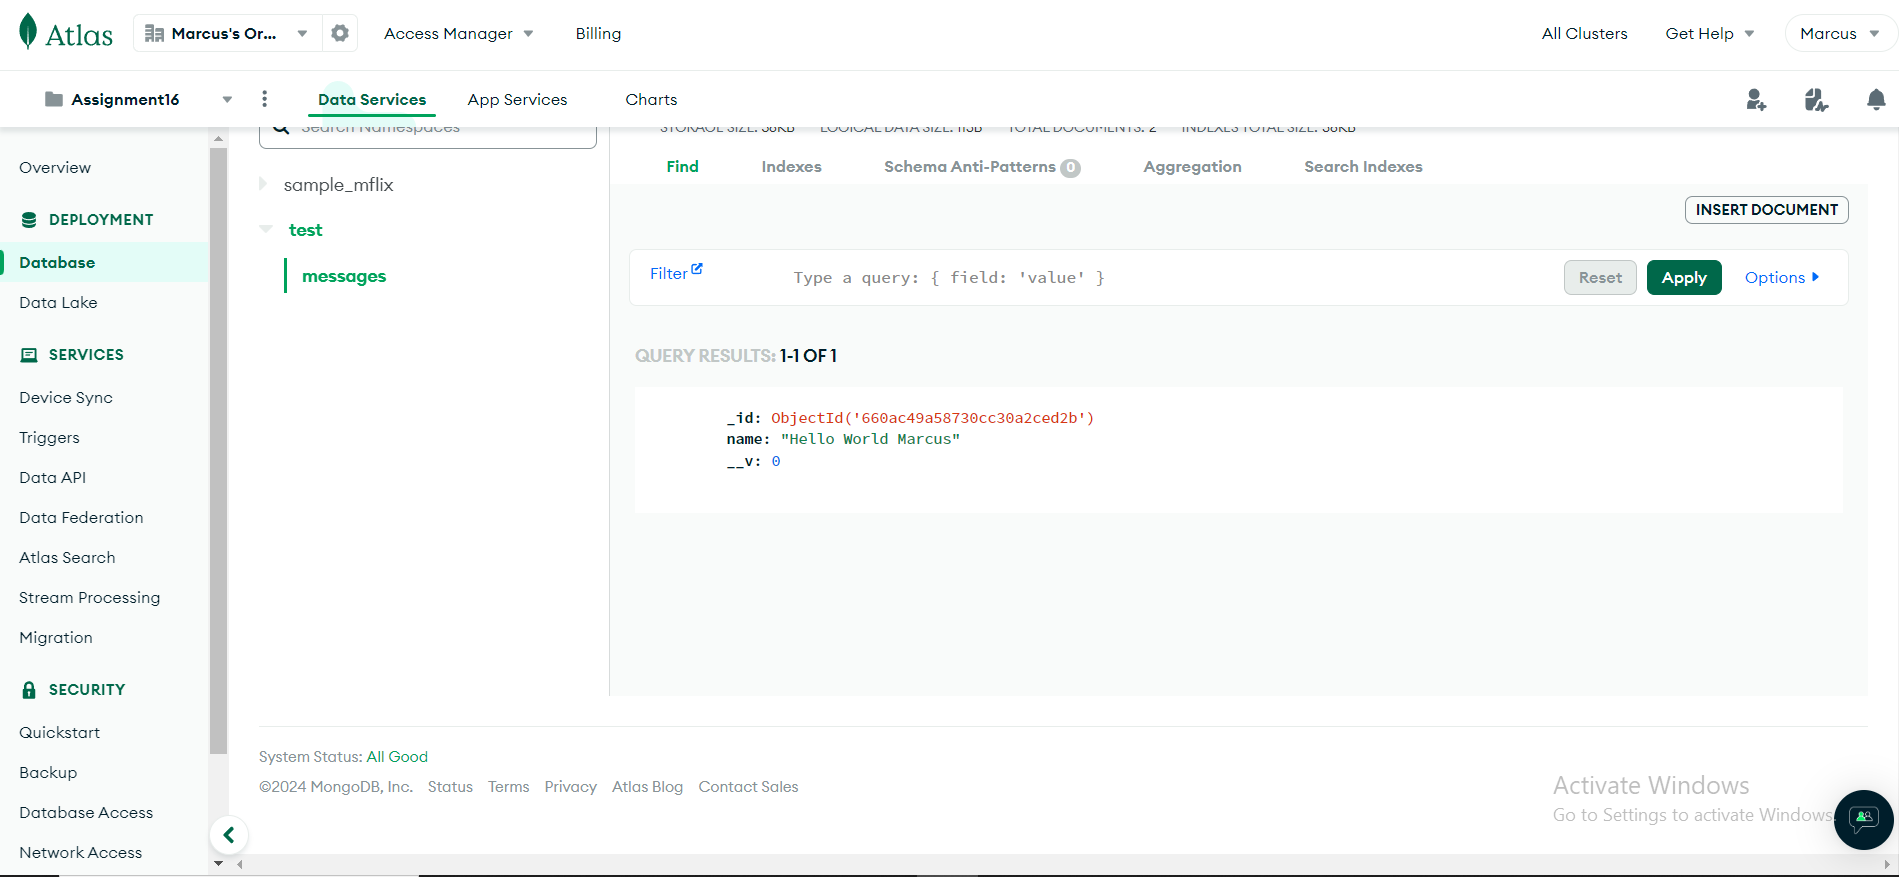 Atlas
Marcus's Or...
Access Manager
Billing
All Clusters
Get Help
Marcus
Assignment16
Data Services
App Services
Charts
Search Namespaces
STORAGE SIZE: 36KB LOGICAL DATA SIZE: 113B TOTAL DOCUMENTS: 2 INDEXES TOTAL SIZE: 36KB
Overview
DEPLOYMENT
Database
Data Lake
SERVICES
Device Sync
Triggers
Data API
Data Federation
Atlas Search
Stream Processing
Migration
SECURITY
Quickstart
Backup
Database Access
Network Access
sample_mflix
test
messages
Find Indexes Schema Anti-Patterns 0 Aggregation Search Indexes
INSERT DOCUMENT
Filter Type a query: { field: 'value' } Reset Apply Options
QUERY RESULTS: 1-1 OF 1
_id: ObjectId('660ac49a58730cc30a2ced2b')
name: "Hello World Marcus"
__v: 0
System Status: All Good
©2024 MongoDB, Inc. Status Terms Privacy Atlas Blog Contact Sales
Activate Windows
Go to Settings to activate Windows.